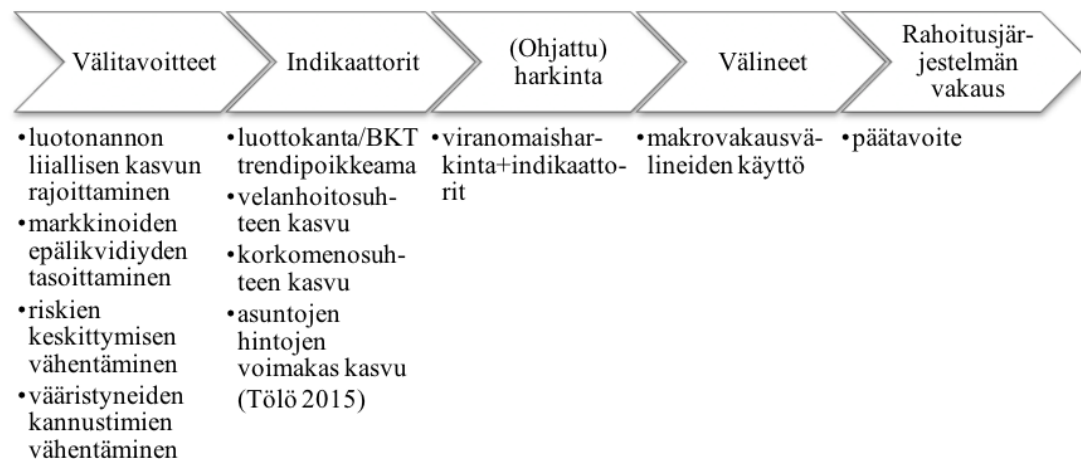 Välitavoitteet
Indikaattorit
(Ohjattu)
harkinta
Välineet
Rahoitusjär-
jestelmän
vakaus
•luotonannon
liiallisen kasvun
rajoittaminen
•markkinoiden
epälikvidiyden
tasoittaminen
•riskien
keskittymisen
vähentäminen
•vääristyneiden
kannustimien
vähentäminen
•luottokanta/BKT
trendipoikkeama
•velanhoitosuh-
teen kasvu
•korkomenosuh-
teen kasvu
•asuntojen
hintojen
voimakas kasvu
(Tölö 2015)
•viranomaishar-
kinta+indikaatto-
rit
•makrovakausvä-
lineiden käyttö
•päätavoite